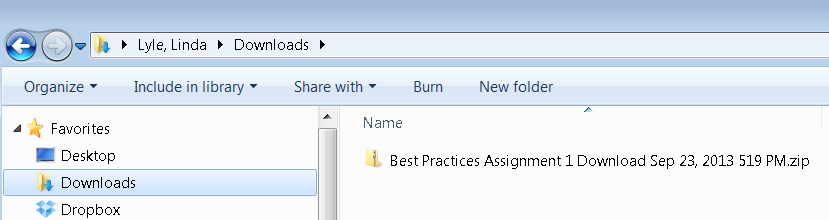 Lyle, Linda Downloads
Organize Include in library Share with Burn New folder
Favorites
Desktop
Downloads
Dropbox
Name
Best Practices Assignment 1 Download Sep 23, 2013 519 PM.zip